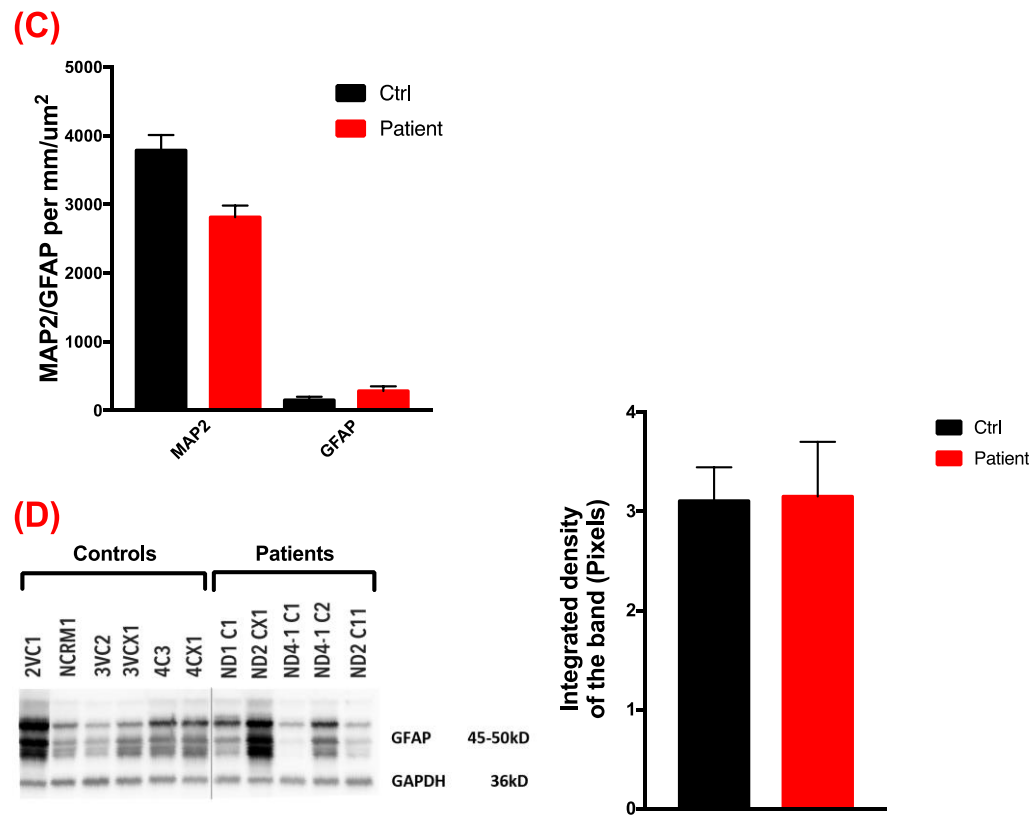 (C)
MAP2/GFAP per mm/um²
5000
4000
3000
2000
1000
0
MAP2
GFAP
Ctrl
Patient
(D)
Controls
Patients
2VC1
NCRM1
3VC2
3VCX1
4C3
4CX1
ND1 C1
ND2 CX1
ND4-1 C1
ND4-1 C2
ND2 C11
GFAP 45-50kD
GAPDH 36kD
Integrated density
of the band (Pixels)
4
3
2
1
0
Ctrl
Patient